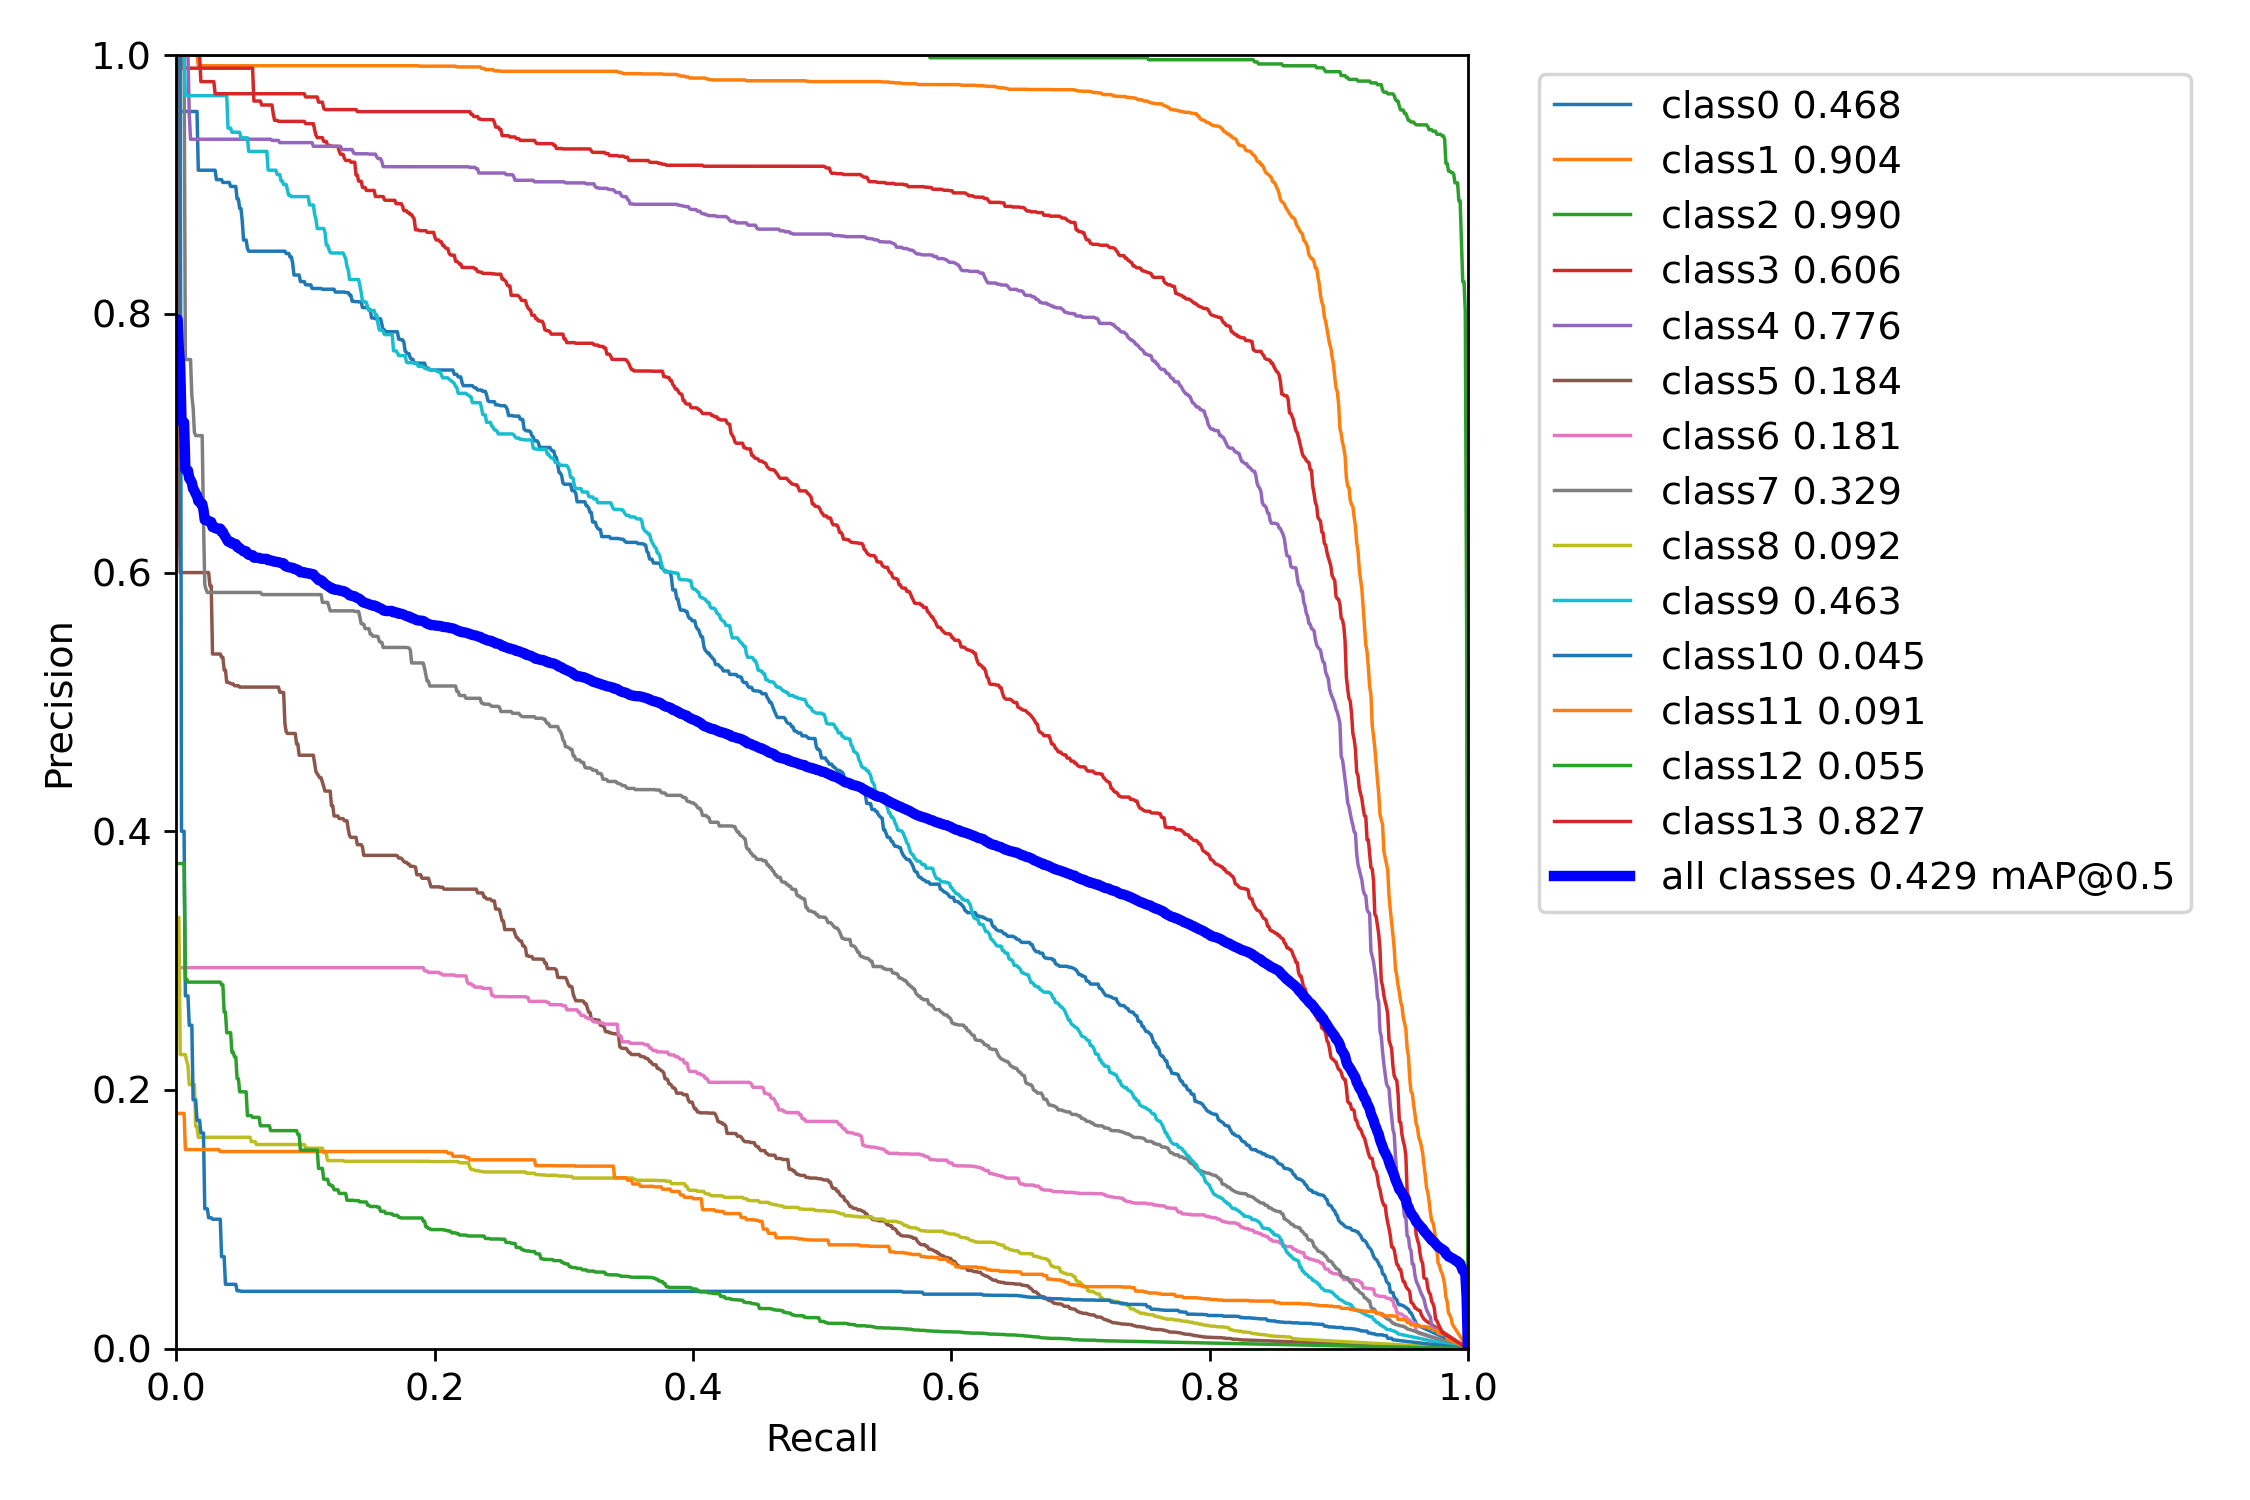 1.0
0.8
0.6
0.4
0.2
0.0
Precision
0.0 0.2 0.4 0.6 0.8 1.0
Recall
class0 0.468
class1 0.904
class2 0.990
class3 0.606
class4 0.776
class5 0.184
class6 0.181
class7 0.329
class8 0.092
class9 0.463
class10 0.045
class11 0.091
class12 0.055
class13 0.827
all classes 0.429 mAP@0.5